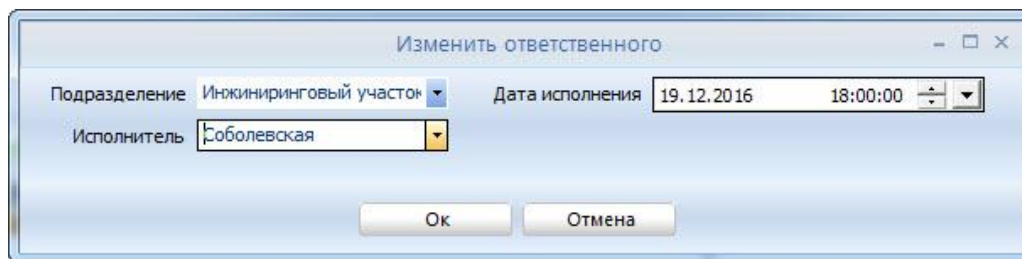 Изменить ответственного
Подразделение Инжиниринговый участок Дата исполнения 19.12.2016 18:00:00
Исполнитель Соболевская
Ок Отмена